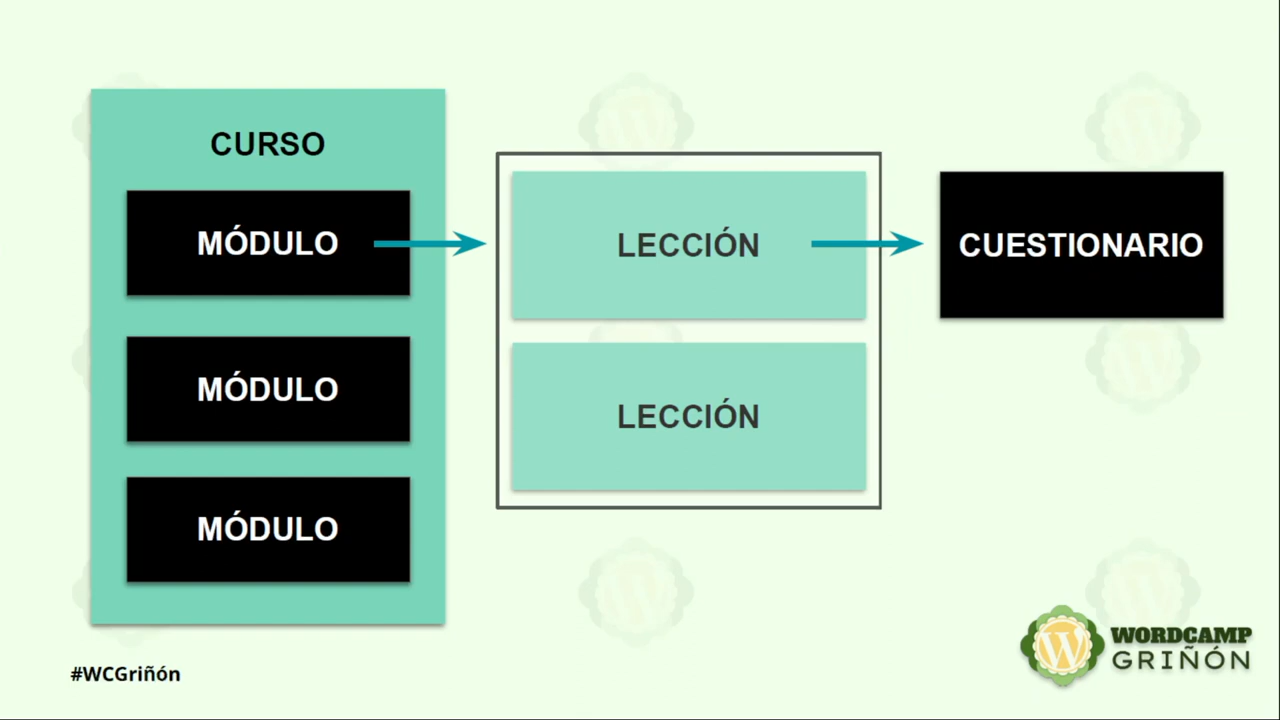 CURSO
MÓDULO
MÓDULO
MÓDULO
LECCIÓN
LECCIÓN
CUESTIONARIO
#WCGriñón
WORDCAMP
GRIÑÓN